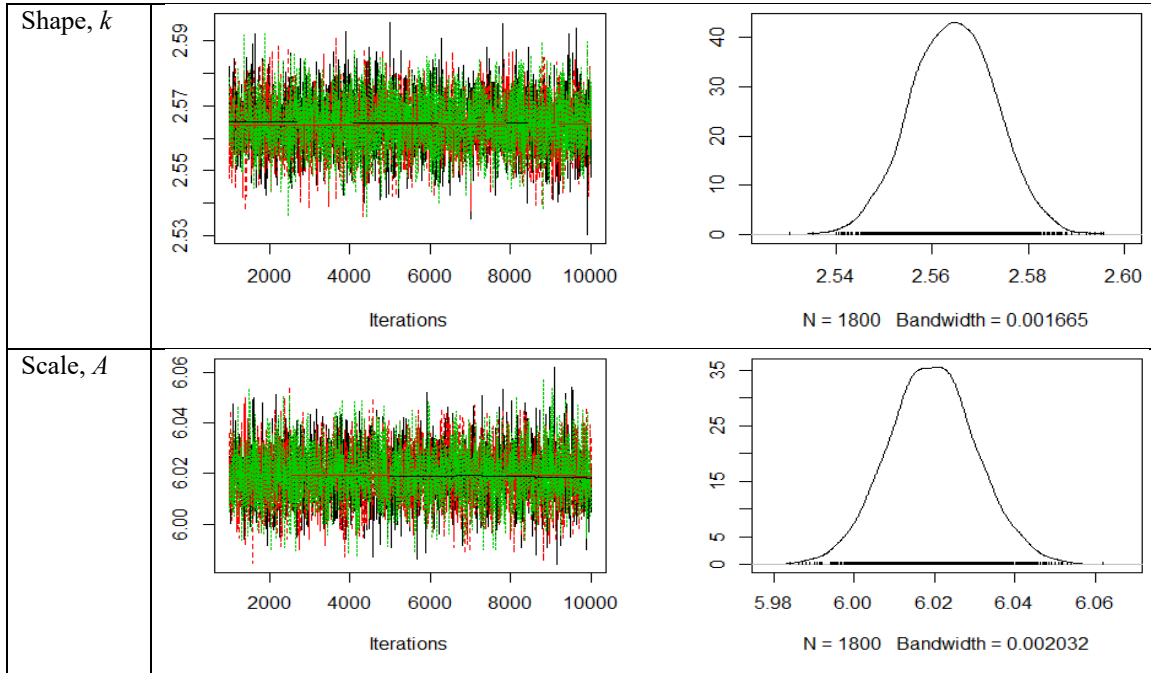 Shape, k
2.53 2.55 2.57 2.59
2000 4000 6000 8000 10000
Iterations
0 10 20 30 40
2.54 2.56 2.58 2.60
N = 1800 Bandwidth = 0.001665
Scale, A
6.00 6.02 6.04 6.06
2000 4000 6000 8000 10000
Iterations
0 5 15 25 35
5.98 6.00 6.02 6.04 6.06
N = 1800 Bandwidth = 0.002032